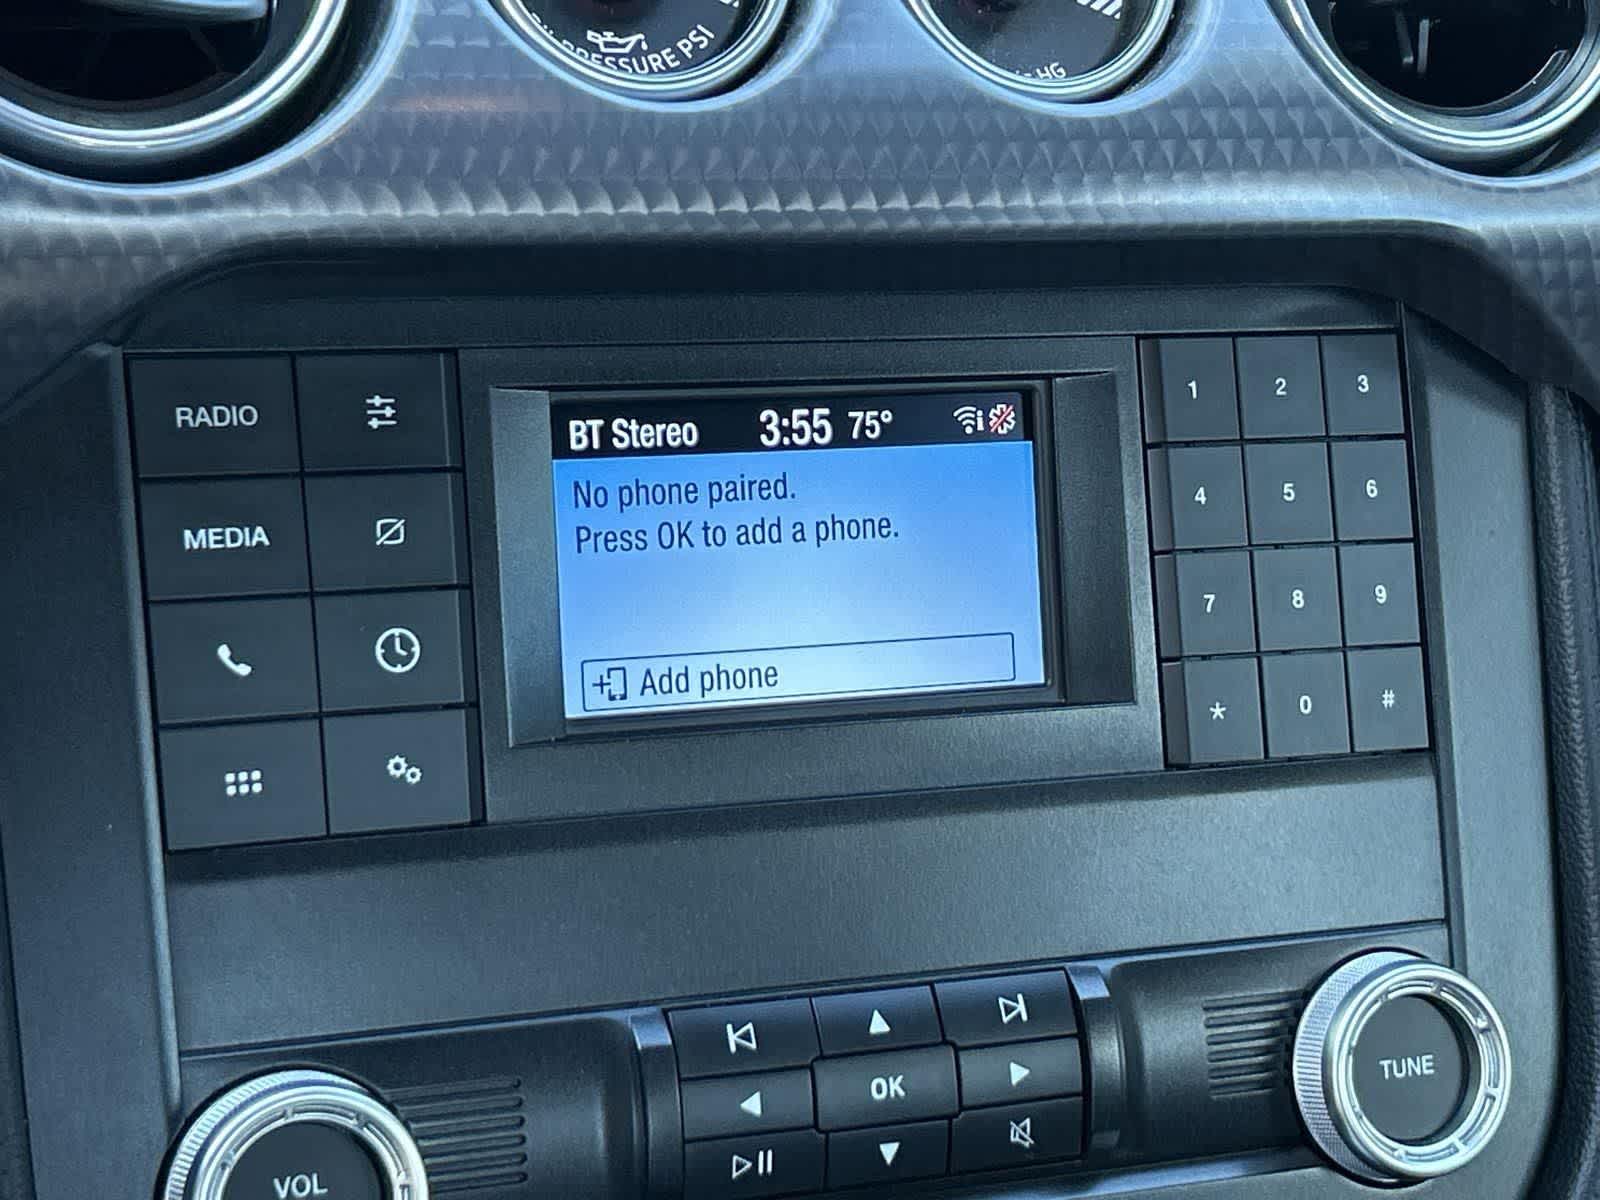 PRESSURE PSI
HG
RADIO
MEDIA
BT Stereo 3:55 75°
No phone paired.
Press OK to add a phone.
Add phone
1 2 3
4 5 6
7 8 9
* 0 #
OK
TUNE
VOL